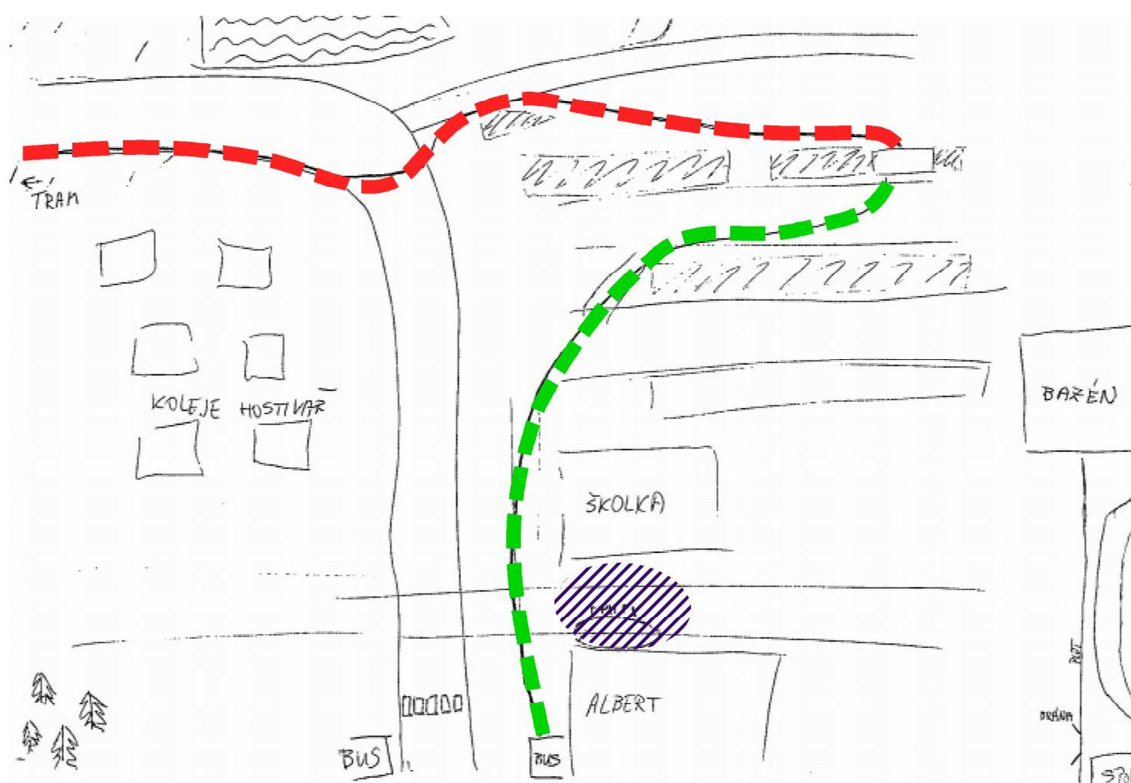 TRAM
KOLEJE HOSTIVAŘ
BAZÉN
ŠKOLKA
ALBERT
BRÁNA
BUS
BUS